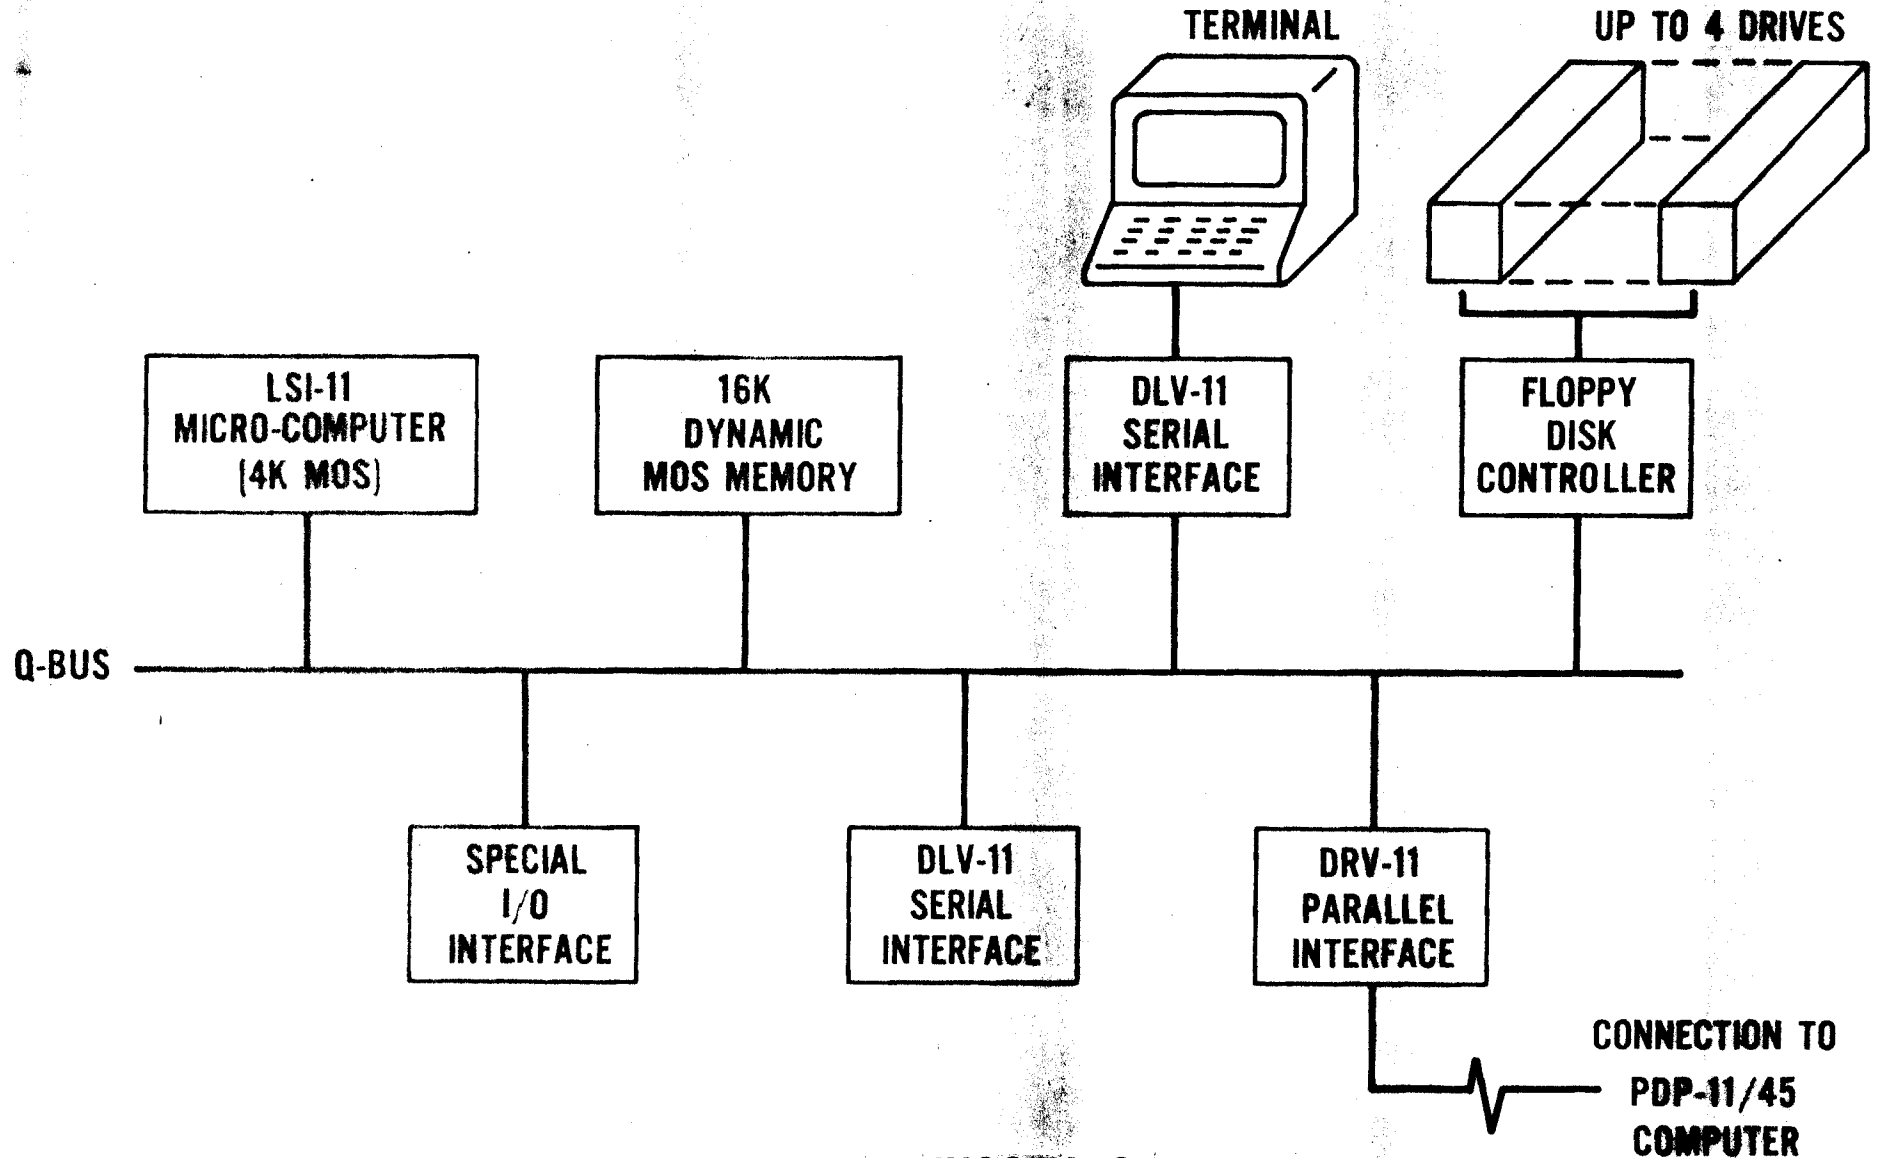 TERMINAL
UP TO 4 DRIVES
LSI-11
MICRO-COMPUTER
(4K MOS)
16K
DYNAMIC
MOS MEMORY
DLV-11
SERIAL
INTERFACE
FLOPPY
DISK
CONTROLLER
Q-BUS
SPECIAL
I/O
INTERFACE
DLV-11
SERIAL
INTERFACE
DRV-11
PARALLEL
INTERFACE
CONNECTION TO
PDP-11/45
COMPUTER